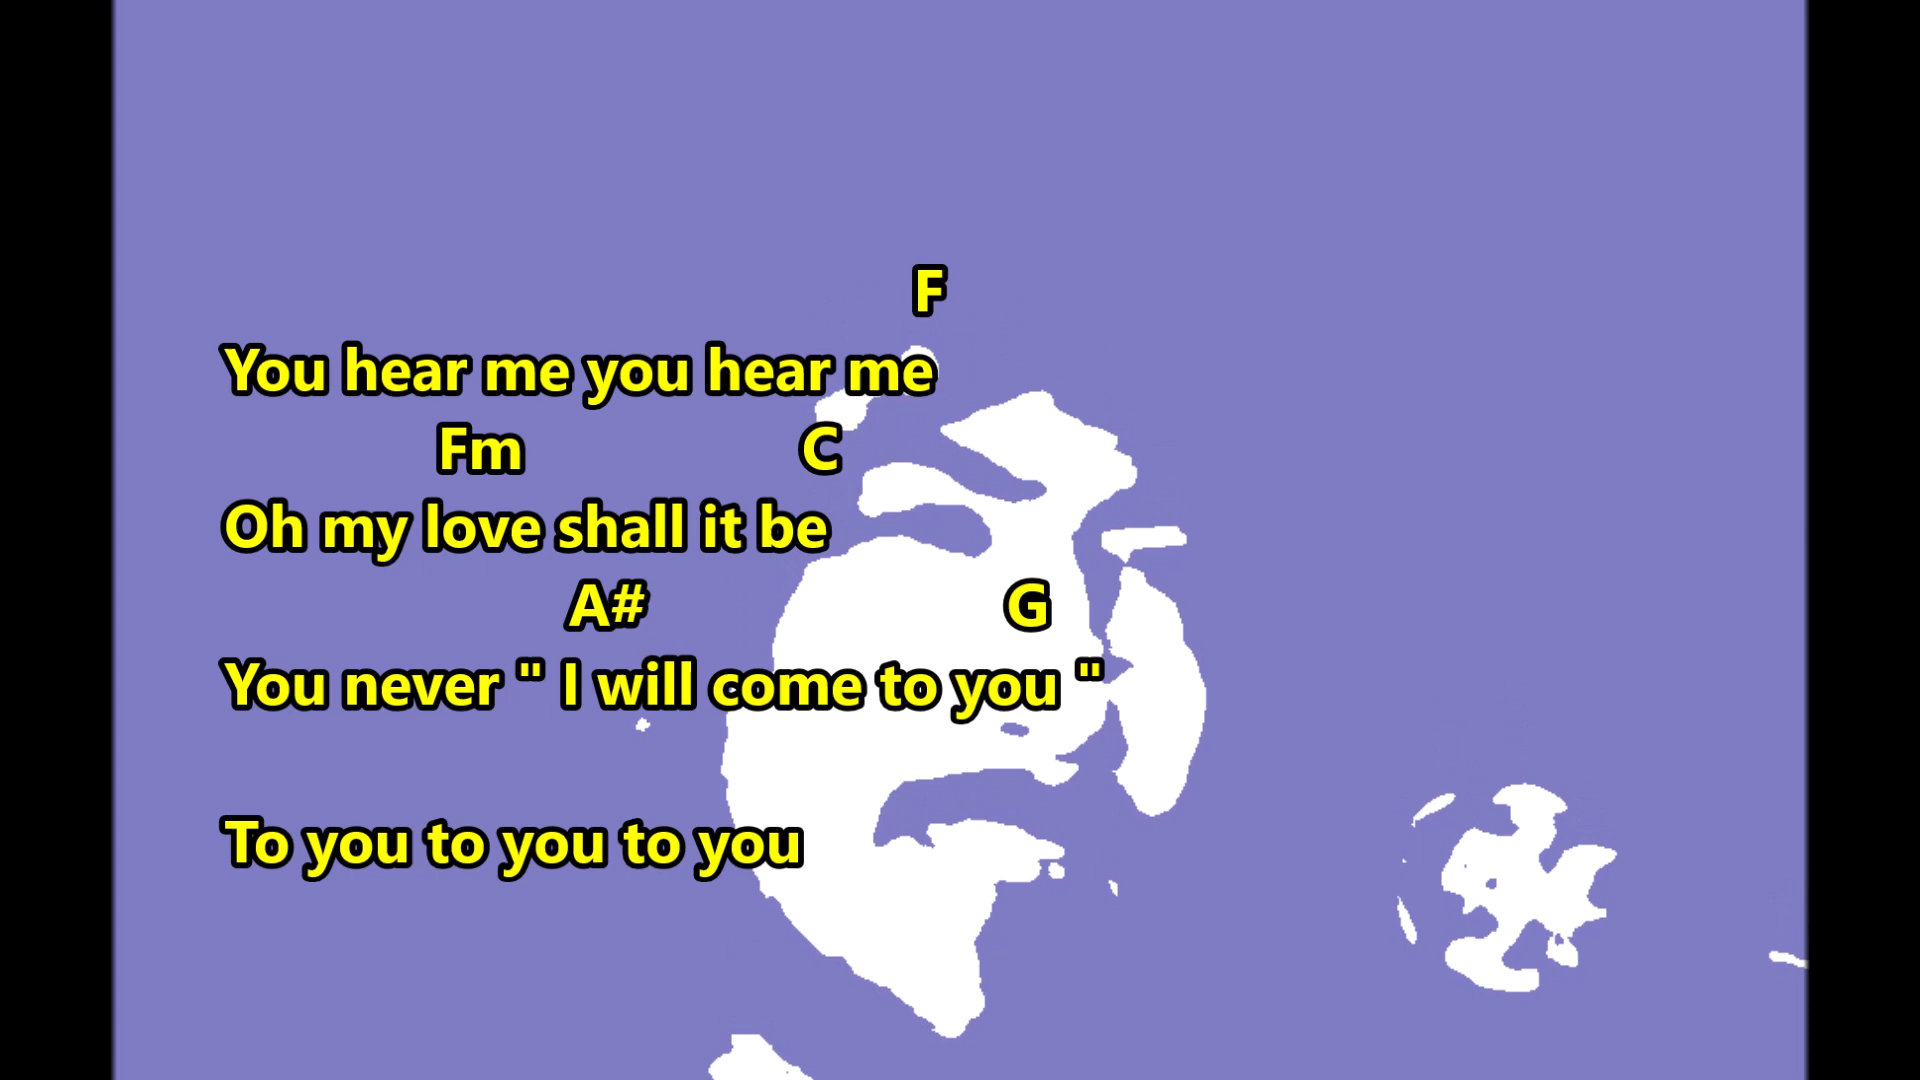 F
You hear me you hear me
Fm C
Oh my love shall it be
A# G
You never " I will come to you "
To you to you to you